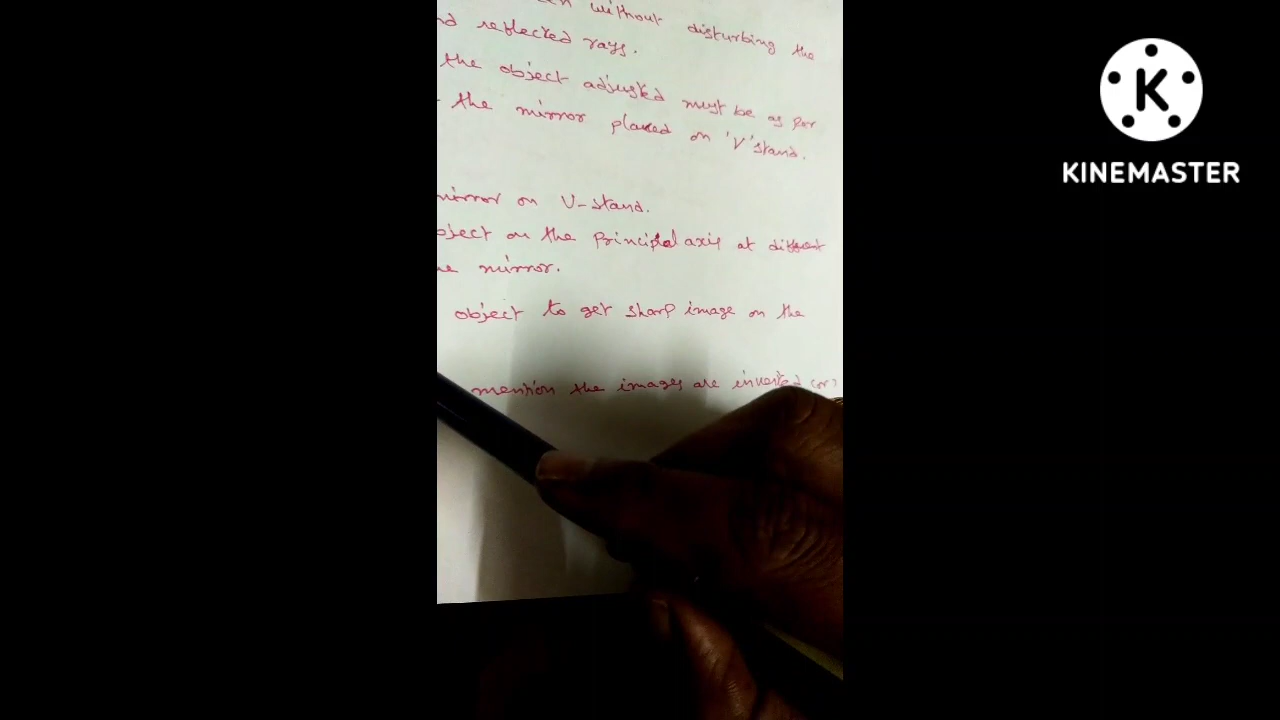 without disturbing the
reflected rays.
the object adjusted must be as per
the mirror placed on 'V' stand.
mirror on V-stand.
on the principal axis at different
mirror.
object to get sharp image on the
mention the images are inverted (or)
K
KINEMASTER